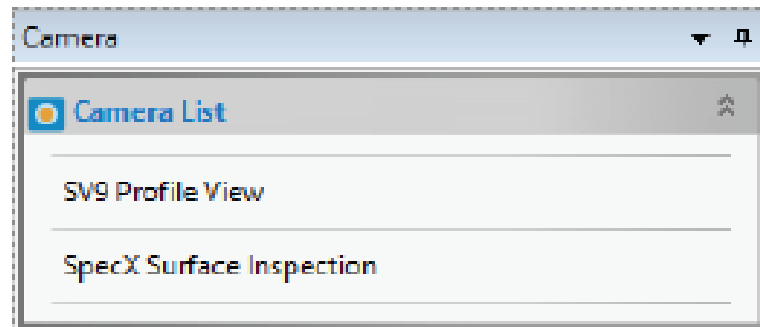 Camera
Camera List
SV9 Profile View
SpecX Surface Inspection